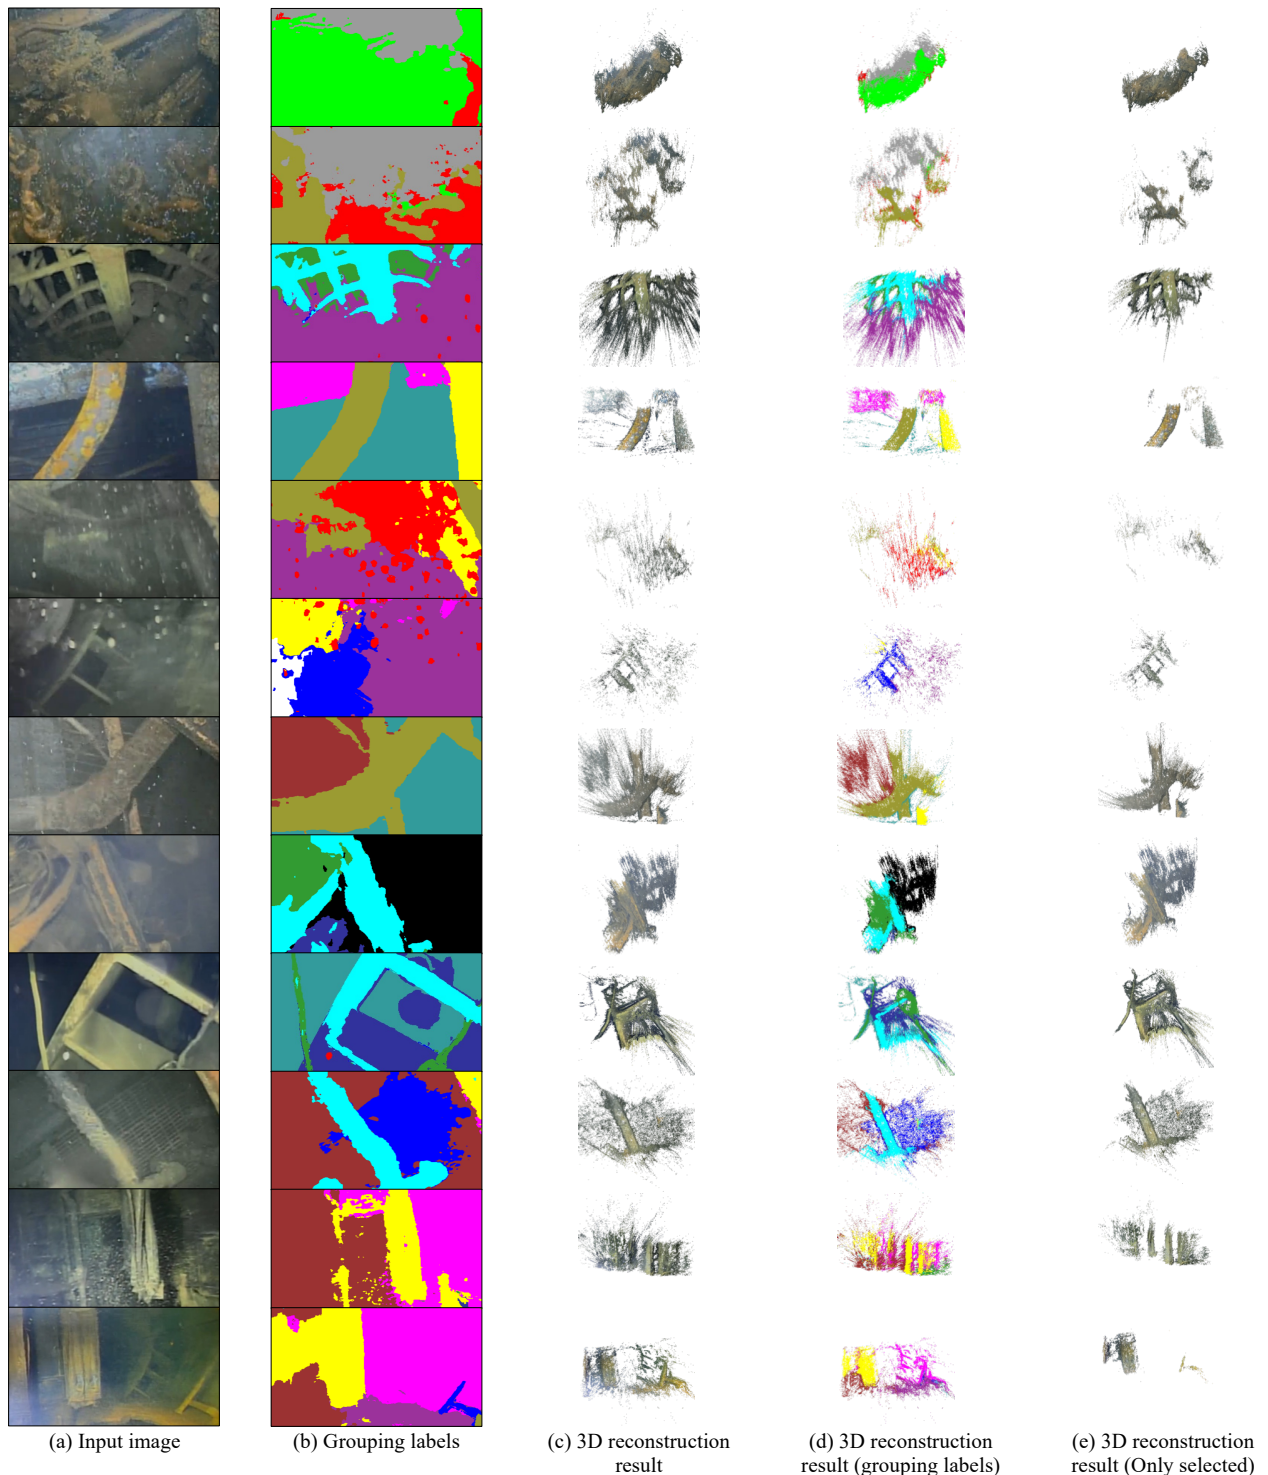 (a) Input image
(b) Grouping labels
(c) 3D reconstruction
result
(d) 3D reconstruction
result (grouping labels)
(e) 3D reconstruction
result (Only selected)